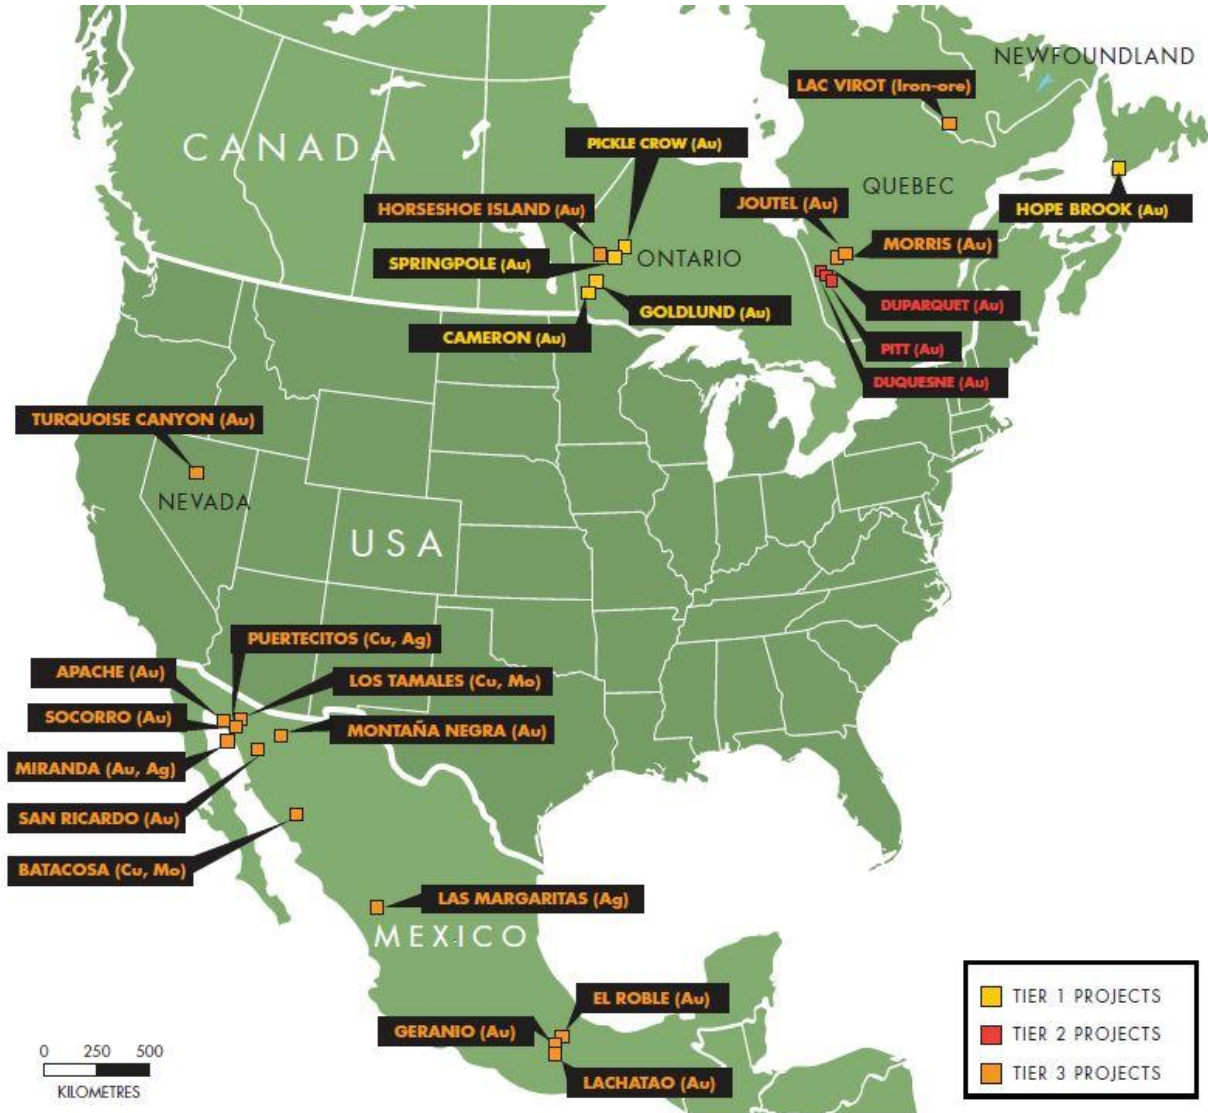 NEWFOUNDLAND
LAC VIROT (Iron-ore)
CANADA
PICKLE CROW (Au)
QUEBEC
HORSESHOE ISLAND (Au)
JOUTEL (Au)
HOPE BROOK (Au)
SPRINGPOLE (Au)
ONTARIO
MORRIS (Au)
GOLDLUND (Au)
DUPARQUET (Au)
CAMERON (Au)
PITT (Au)
DUQUESNE (Au)
TURQUOISE CANYON (Au)
NEVADA
USA
PUERTECITOS (Cu, Ag)
APACHE (Au)
LOS TAMALES (Cu, Mo)
SOCORRO (Au)
MONTAÑA NEGRA (Au)
MIRANDA (Au, Ag)
SAN RICARDO (Au)
BATACOSA (Cu, Mo)
LAS MARGARITAS (Ag)
MEXICO
EL ROBLE (Au)
GERANIO (Au)
LACHATAO (Au)
0 250 500
KILOMETRES
TIER 1 PROJECTS
TIER 2 PROJECTS
TIER 3 PROJECTS